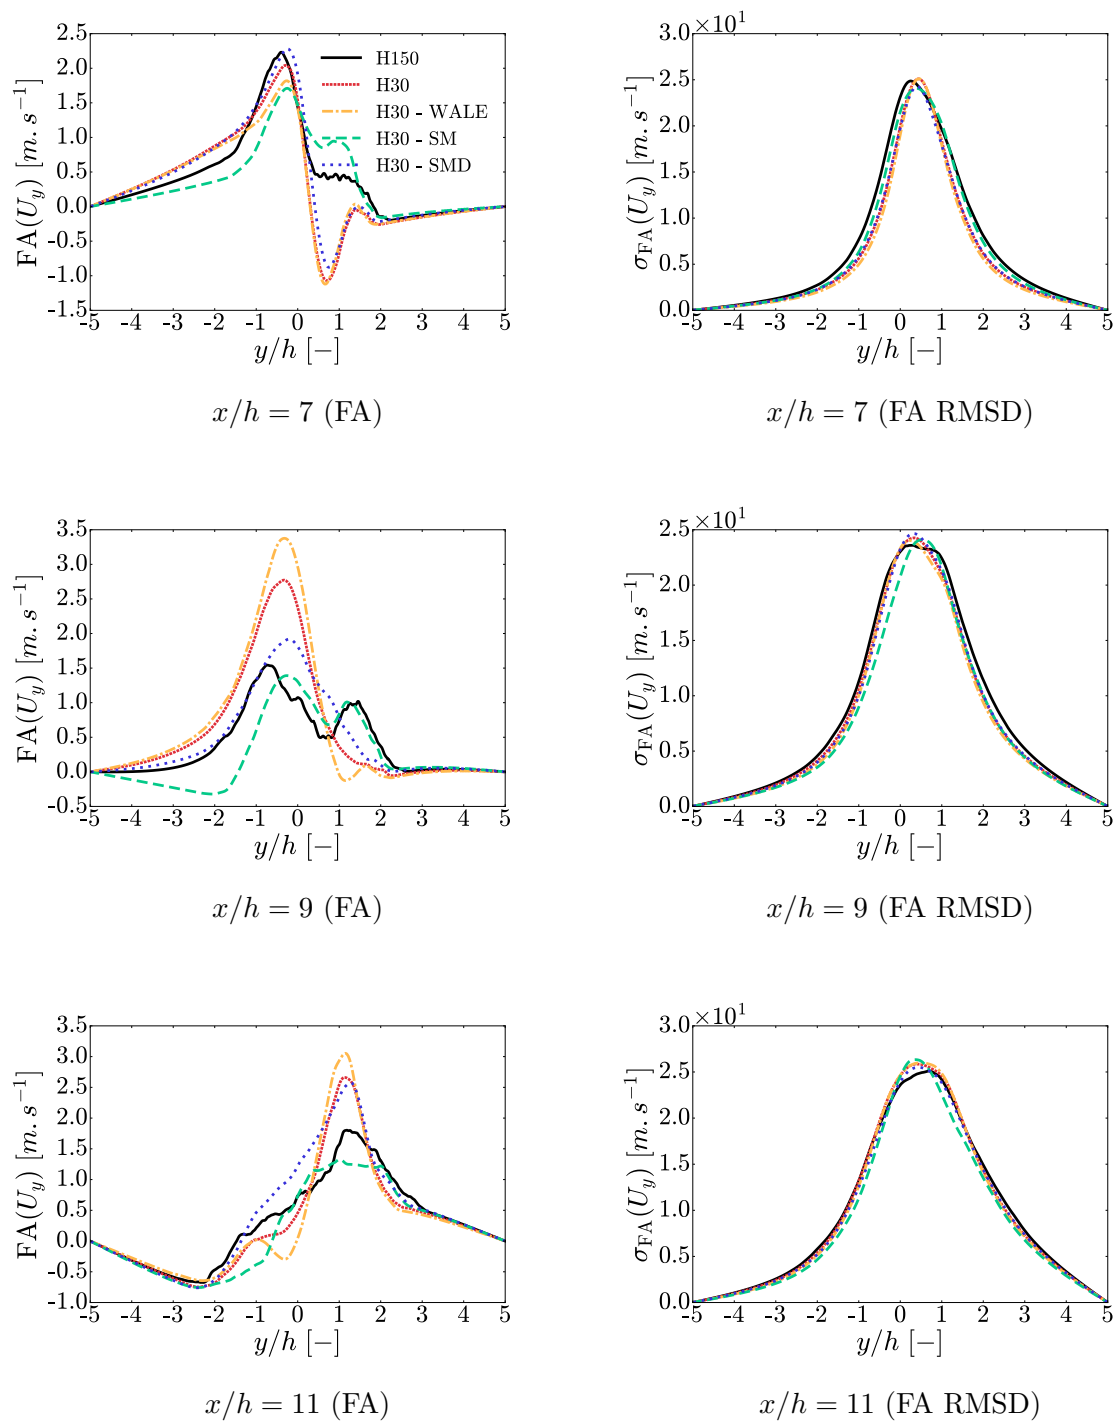 FA(U_y) [m.s^{-1}]
2.5
2.0
1.5
1.0
0.5
0.0
-0.5
-1.0
-1.5
H150
H30
H30 - WALE
H30 - SM
H30 - SMD
-5 -4 -3 -2 -1 0 1 2 3 4 5
y/h [−]
x/h = 7 (FA)
σ_FA(U_y) [m.s^{-1}]
×10^1
3.0
2.5
2.0
1.5
1.0
0.5
0.0
-5 -4 -3 -2 -1 0 1 2 3 4 5
y/h [−]
x/h = 7 (FA RMSD)
FA(U_y) [m.s^{-1}]
3.5
3.0
2.5
2.0
1.5
1.0
0.5
0.0
-0.5
-5 -4 -3 -2 -1 0 1 2 3 4 5
y/h [−]
x/h = 9 (FA)
σ_FA(U_y) [m.s^{-1}]
×10^1
2.5
2.0
1.5
1.0
0.5
0.0
-5 -4 -3 -2 -1 0 1 2 3 4 5
y/h [−]
x/h = 9 (FA RMSD)
FA(U_y) [m.s^{-1}]
3.5
3.0
2.5
2.0
1.5
1.0
0.5
0.0
-0.5
-1.0
-5 -4 -3 -2 -1 0 1 2 3 4 5
y/h [−]
x/h = 11 (FA)
σ_FA(U_y) [m.s^{-1}]
×10^1
3.0
2.5
2.0
1.5
1.0
0.5
0.0
-5 -4 -3 -2 -1 0 1 2 3 4 5
y/h [−]
x/h = 11 (FA RMSD)